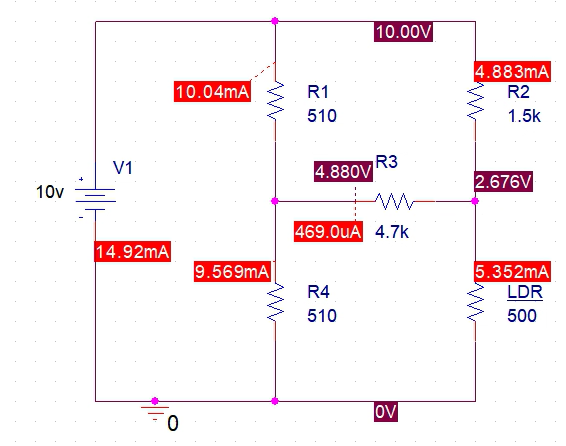 10.00V
4.883mA
10.04mA
R1
510
R2
1.5k
V1
10v
+
-
4.880V
R3
2.676V
469.0uA
4.7k
14.92mA
9.569mA
5.352mA
R4
510
LDR
500
0V
0